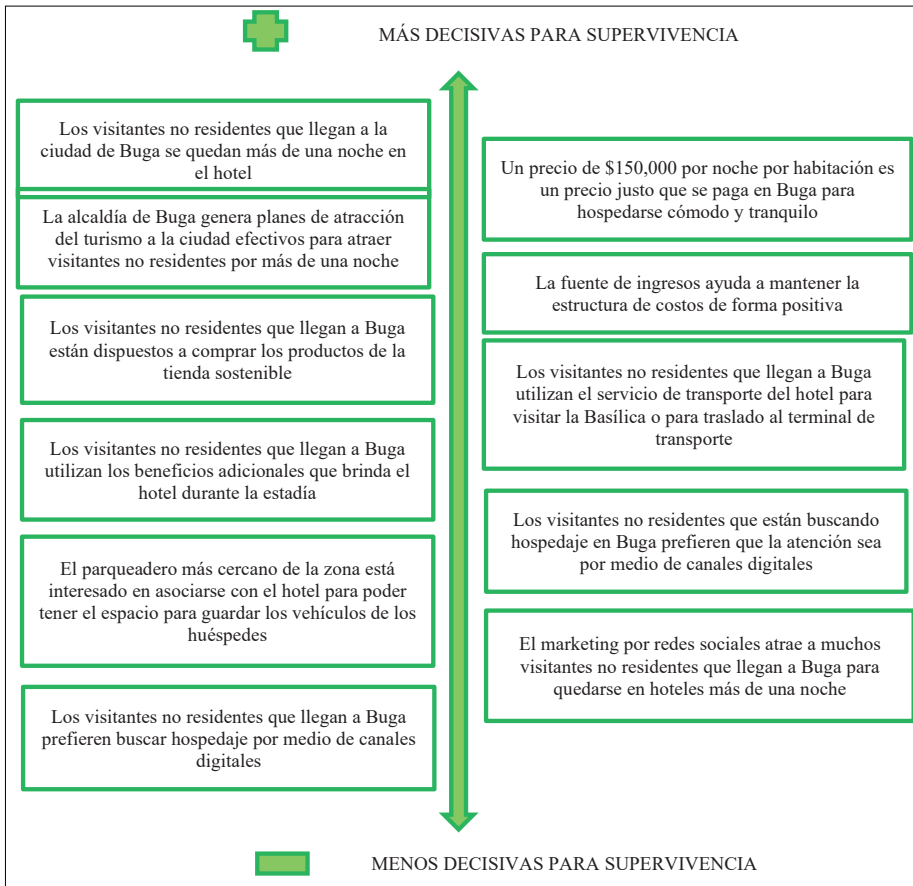 MÁS DECISIVAS PARA SUPERVIVENCIA
Los visitantes no residentes que llegan a la
ciudad de Buga se quedan más de una noche en
el hotel
La alcaldía de Buga genera planes de atracción
del turismo a la ciudad efectivos para atraer
visitantes no residentes por más de una noche
Los visitantes no residentes que llegan a Buga
están dispuestos a comprar los productos de la
tienda sostenible
Los visitantes no residentes que llegan a Buga
utilizan los beneficios adicionales que brinda el
hotel durante la estadía
El parqueadero más cercano de la zona está
interesado en asociarse con el hotel para poder
tener el espacio para guardar los vehículos de los
huéspedes
Los visitantes no residentes que llegan a Buga
prefieren buscar hospedaje por medio de canales
digitales
Un precio de $150,000 por noche por habitación es
un precio justo que se paga en Buga para
hospedarse cómodo y tranquilo
La fuente de ingresos ayuda a mantener la
estructura de costos de forma positiva
Los visitantes no residentes que llegan a Buga
utilizan el servicio de transporte del hotel para
visitar la Basílica o para traslado al terminal de
transporte
Los visitantes no residentes que están buscando
hospedaje en Buga prefieren que la atención sea
por medio de canales digitales
El marketing por redes sociales atrae a muchos
visitantes no residentes que llegan a Buga para
quedarse en hoteles más de una noche
MENOS DECISIVAS PARA SUPERVIVENCIA